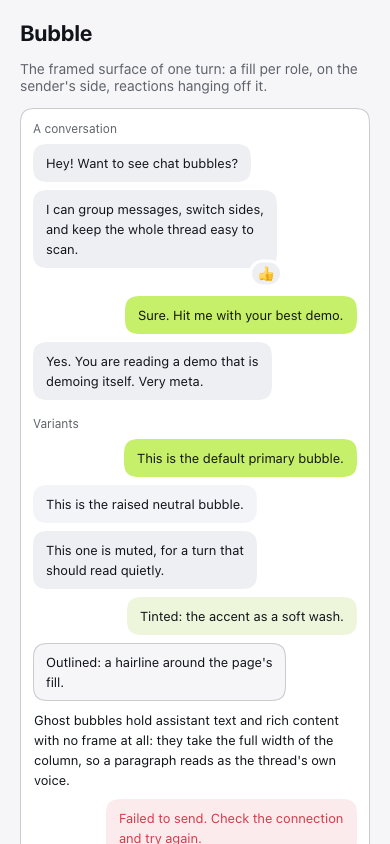 Bubble
The framed surface of one turn: a fill per role, on the
sender's side, reactions hanging off it.
A conversation
Hey! Want to see chat bubbles?
I can group messages, switch sides,
and keep the whole thread easy to
scan.
👍
Sure. Hit me with your best demo.
Yes. You are reading a demo that is
demoing itself. Very meta.
Variants
This is the default primary bubble.
This is the raised neutral bubble.
This one is muted, for a turn that
should read quietly.
Tinted: the accent as a soft wash.
Outlined: a hairline around the page's
fill.
Ghost bubbles hold assistant text and rich content
with no frame at all: they take the full width of the
column, so a paragraph reads as the thread's own
voice.
Failed to send. Check the connection
and try again.